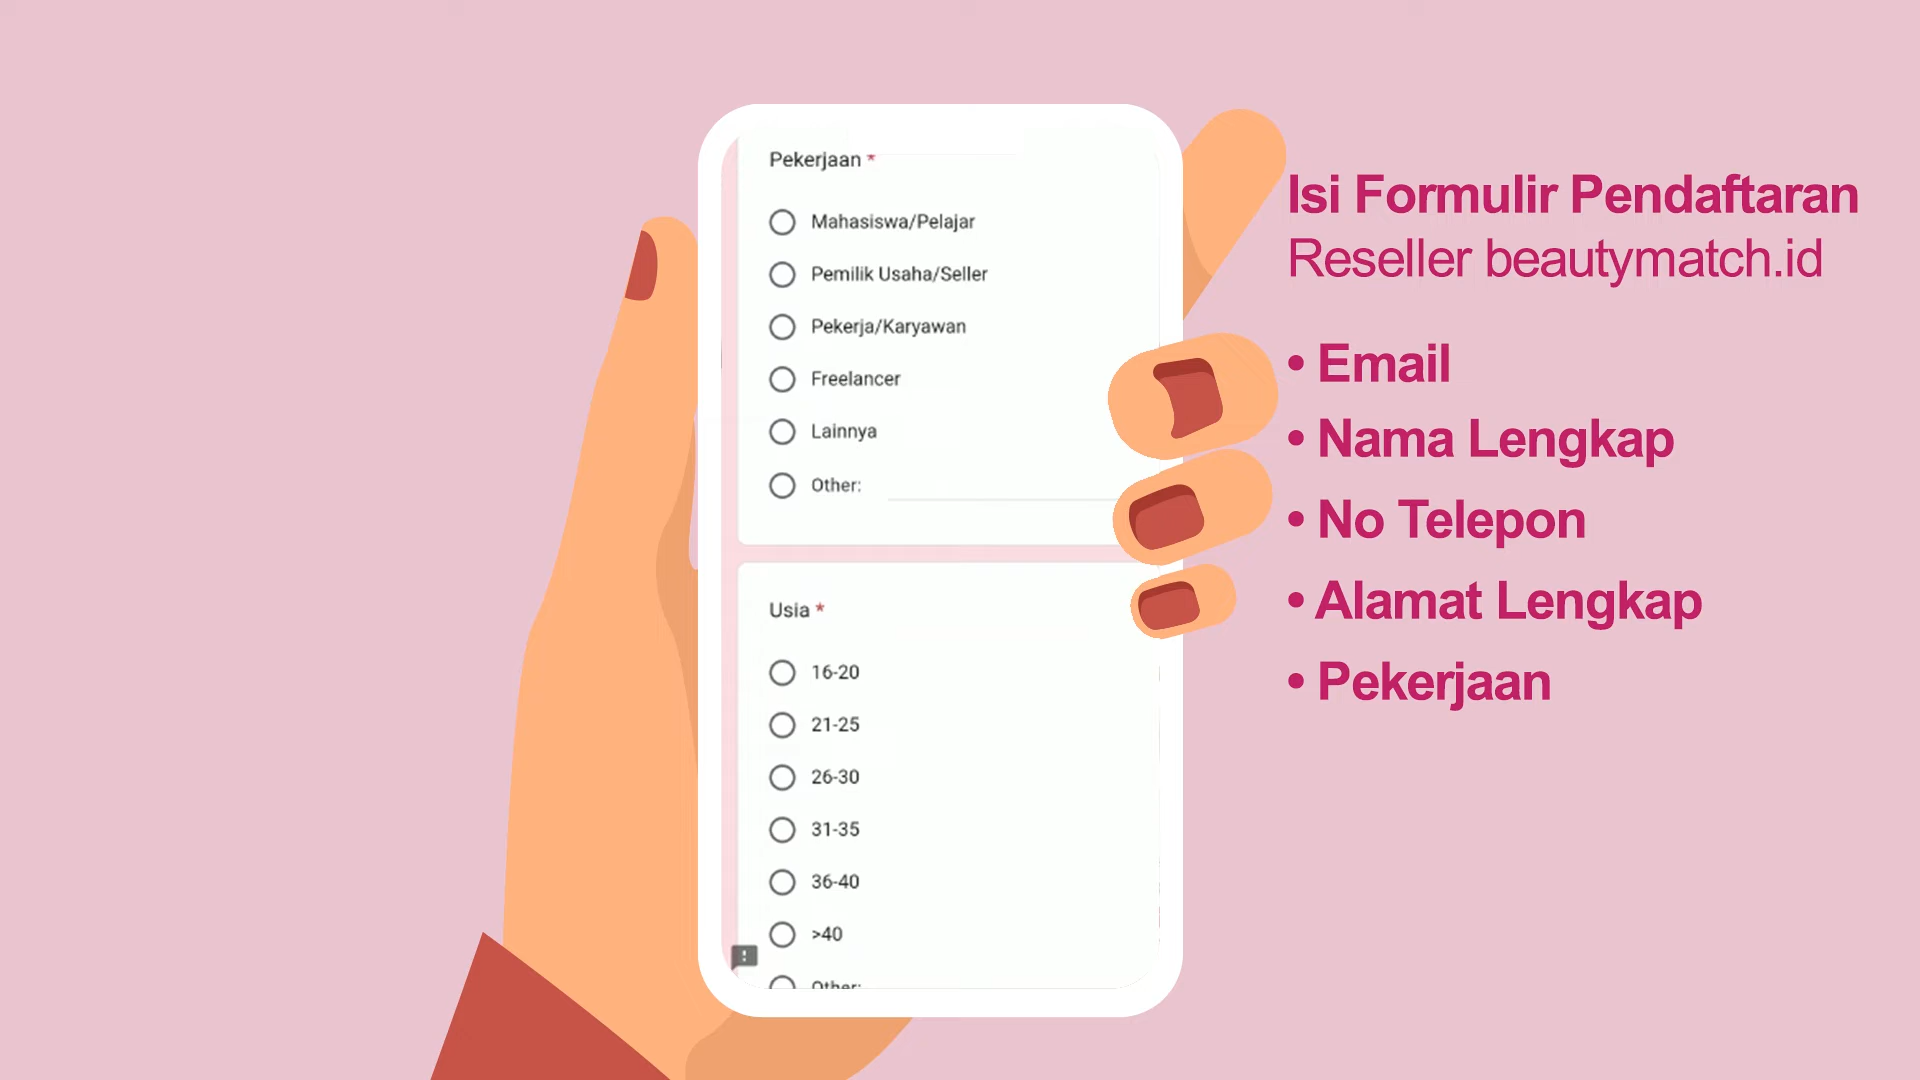 Pekerjaan *
Mahasiswa/Pelajar
Pemilik Usaha/Seller
Pekerja/Karyawan
Freelancer
Lainnya
Other:
Usia *
16-20
21-25
26-30
31-35
36-40
>40
Other:
Isi Formulir Pendaftaran
Reseller beautymatch.id
• Email
• Nama Lengkap
• No Telepon
• Alamat Lengkap
• Pekerjaan